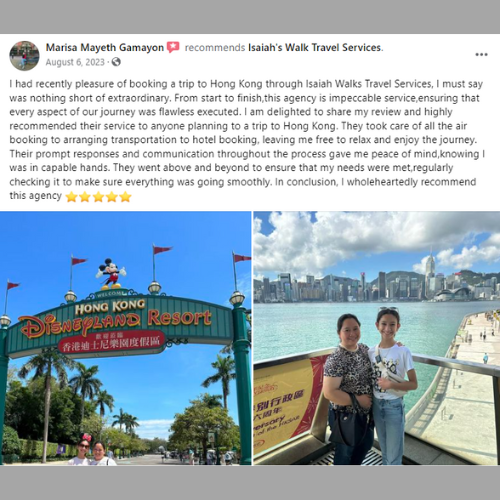 Marisa Mayeth Gamayon recommends Isaiah's Walk Travel Services.
August 6, 2023 ·
I had recently pleasure of booking a trip to Hong Kong through Isaiah Walks Travel Services, I must say
was nothing short of extraordinary. From start to finish,this agency is impeccable service,ensuring that
every aspect of our journey was flawless executed. I am delighted to share my review and highly
recommended their service to anyone planning to a trip to Hong Kong. They took care of all the air
booking to arranging transportation to hotel booking, leaving me free to relax and enjoy the journey.
Their prompt responses and communication throughout the process gave me peace of mind,knowing I
was in capable hands. They went above and beyond to ensure that my needs were met,regularly
checking it to make sure everything was going smoothly. In conclusion, I wholeheartedly recommend
this agency ⭐⭐⭐⭐⭐
HONG KONG
DISNEYLAND Resort
香港迪士尼樂園度假區
別行政區
周年